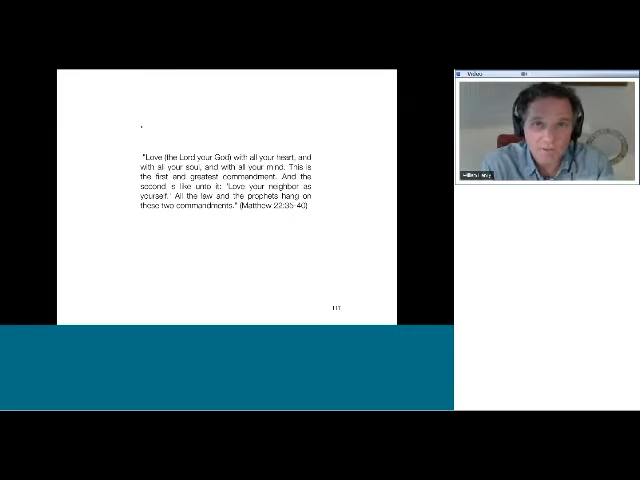 Video
"Love (the Lord your God) with all your heart, and
with all your soul, and with all your mind. This is
the first and greatest commandment. And the
second is like unto it: 'Love your neighbor as
yourself.' All the law and the prophets hang on
these two commandments." (Matthew 22:35-40)
117